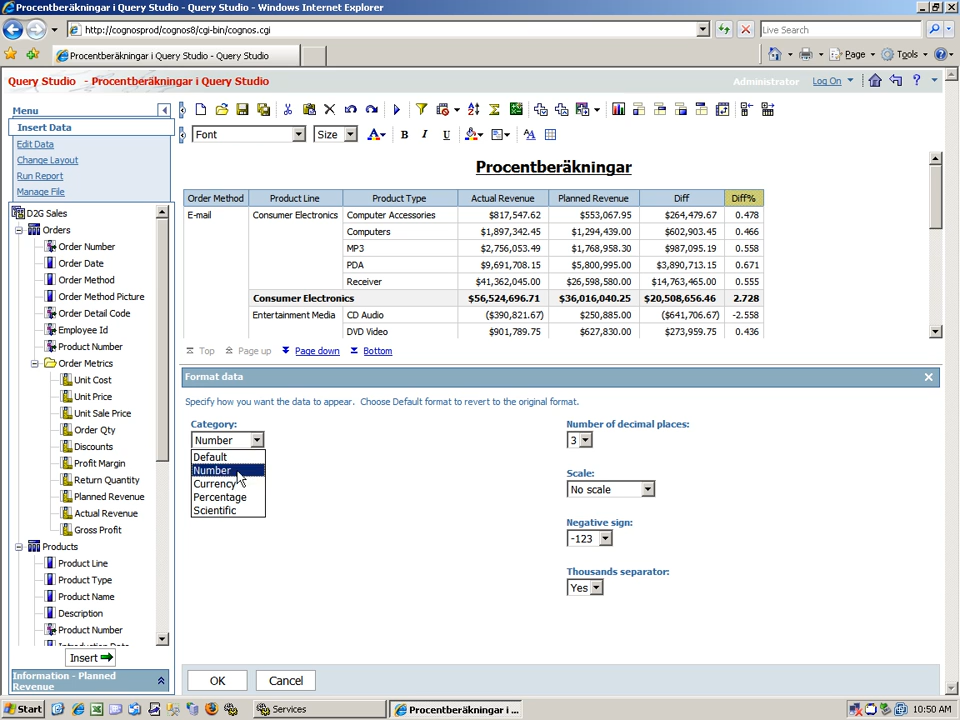 Procentberäkningar i Query Studio - Query Studio - Windows Internet Explorer
http://cognosprod/cognos8/cgi-bin/cognos.cgi
Live Search
Procentberäkningar i Query Studio - Query Studio
Page
Tools
Query Studio - Procentberäkningar i Query Studio
Administrator
Log On
Menu
Insert Data
Edit Data
Change Layout
Run Report
Manage File
Font
Size
B I U
Procentberäkningar
Order Method Product Line Product Type Actual Revenue Planned Revenue Diff Diff%
E-mail Consumer Electronics Computer Accessories $817,547.62 $553,067.95 $264,479.67 0.478
Computers $1,897,342.45 $1,294,439.00 $602,903.45 0.466
MP3 $2,756,053.49 $1,768,958.30 $987,095.19 0.558
PDA $9,691,708.15 $5,800,995.00 $3,890,713.15 0.671
Receiver $41,362,045.00 $26,598,580.00 $14,763,465.00 0.555
Consumer Electronics $56,524,696.71 $36,016,040.25 $20,508,656.46 2.728
Entertainment Media CD Audio ($390,821.67) $250,885.00 ($641,706.67) -2.558
DVD Video $901,789.75 $627,830.00 $273,959.75 0.436
Top Page up Page down Bottom
D2G Sales
Orders
Order Number
Order Date
Order Method
Order Method Picture
Order Detail Code
Employee Id
Product Number
Order Metrics
Unit Cost
Unit Price
Unit Sale Price
Order Qty
Discounts
Profit Margin
Return Quantity
Planned Revenue
Actual Revenue
Gross Profit
Products
Product Line
Product Type
Product Name
Description
Product Number
Introduction Date
Insert
Information - Planned
Revenue
Format data
Specify how you want the data to appear. Choose Default format to revert to the original format.
Category:
Number
Default
Number
Currency
Percentage
Scientific
Number of decimal places:
3
Scale:
No scale
Negative sign:
-123
Thousands separator:
Yes
OK
Cancel
Start
Services
Procentberäkningar i ...
10:50 AM